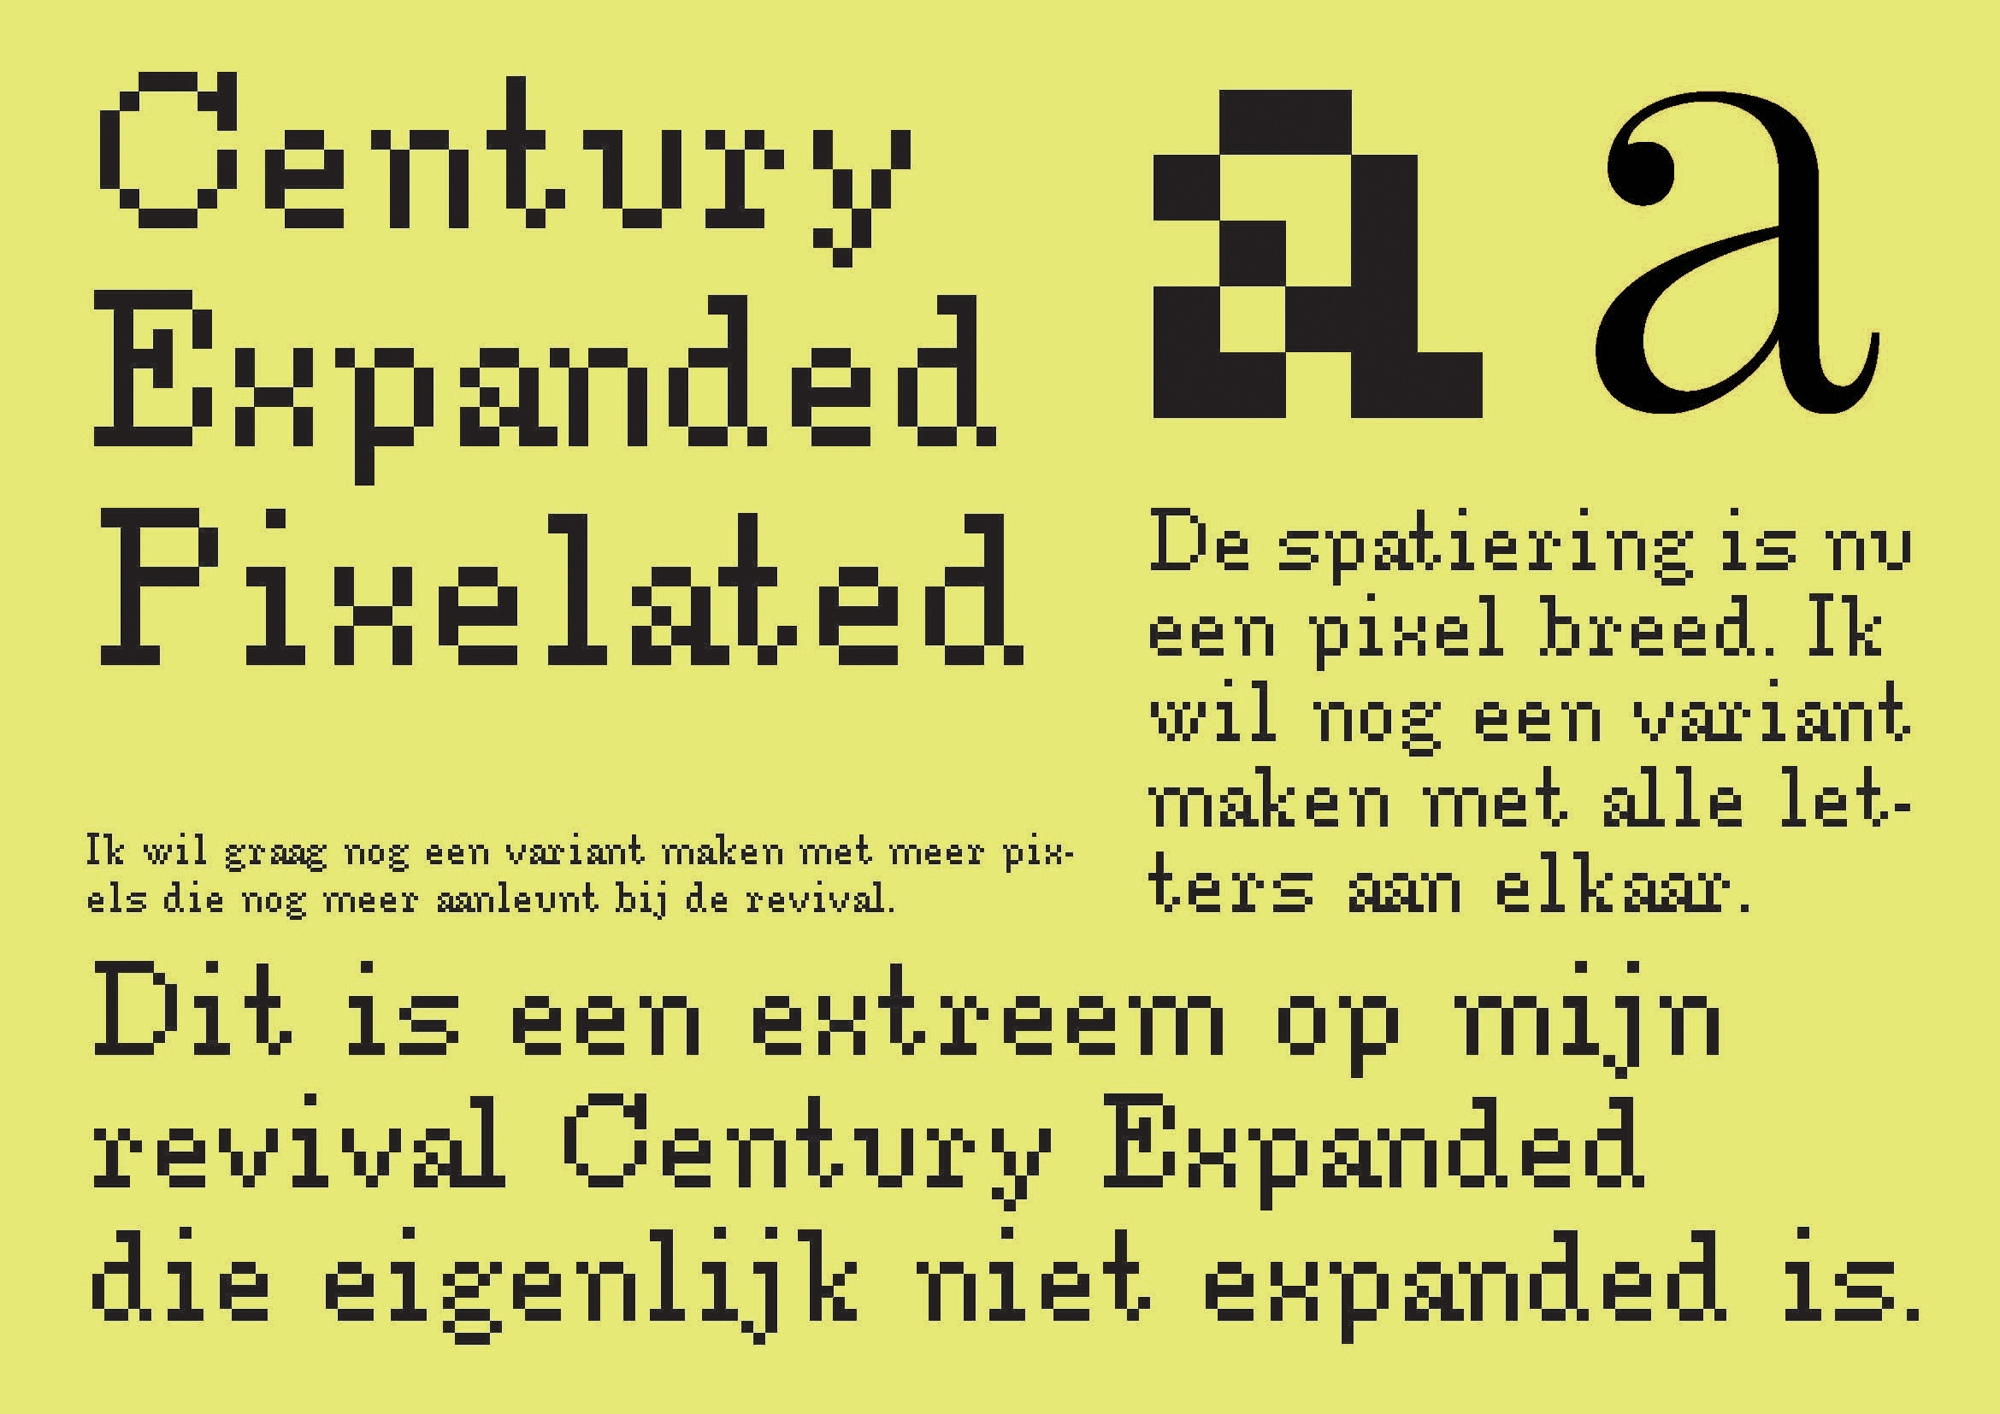 Century
Expanded
Pixelated
a a
De spatiering is nu
een pixel breed. Ik
wil nog een variant
maken met alle let-
ters aan elkaar.
Ik wil graag nog een variant maken met meer pix-
els die nog meer aanleunt bij de revival.
Dit is een extreem op mijn
revival Century Expanded
die eigenlijk niet expanded is.